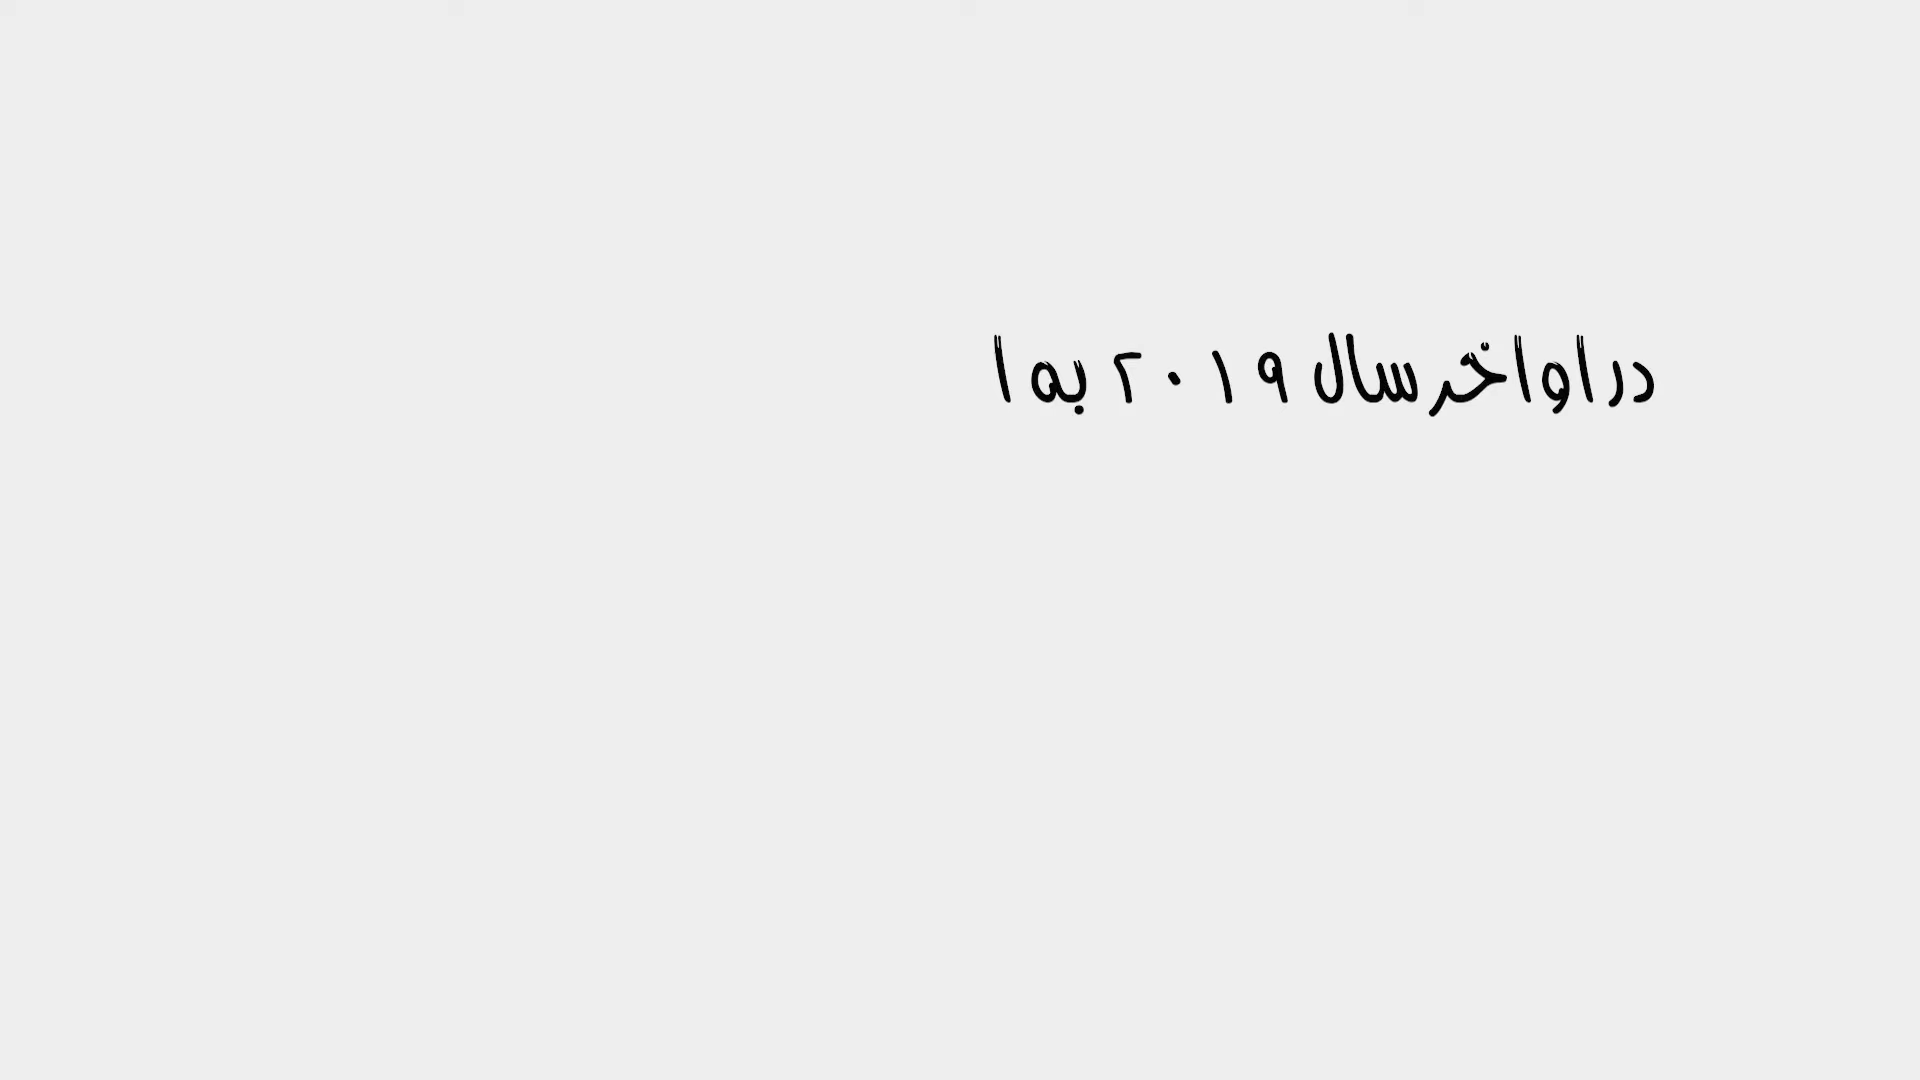 در اواخر سال ۲۰۱۹ به ا